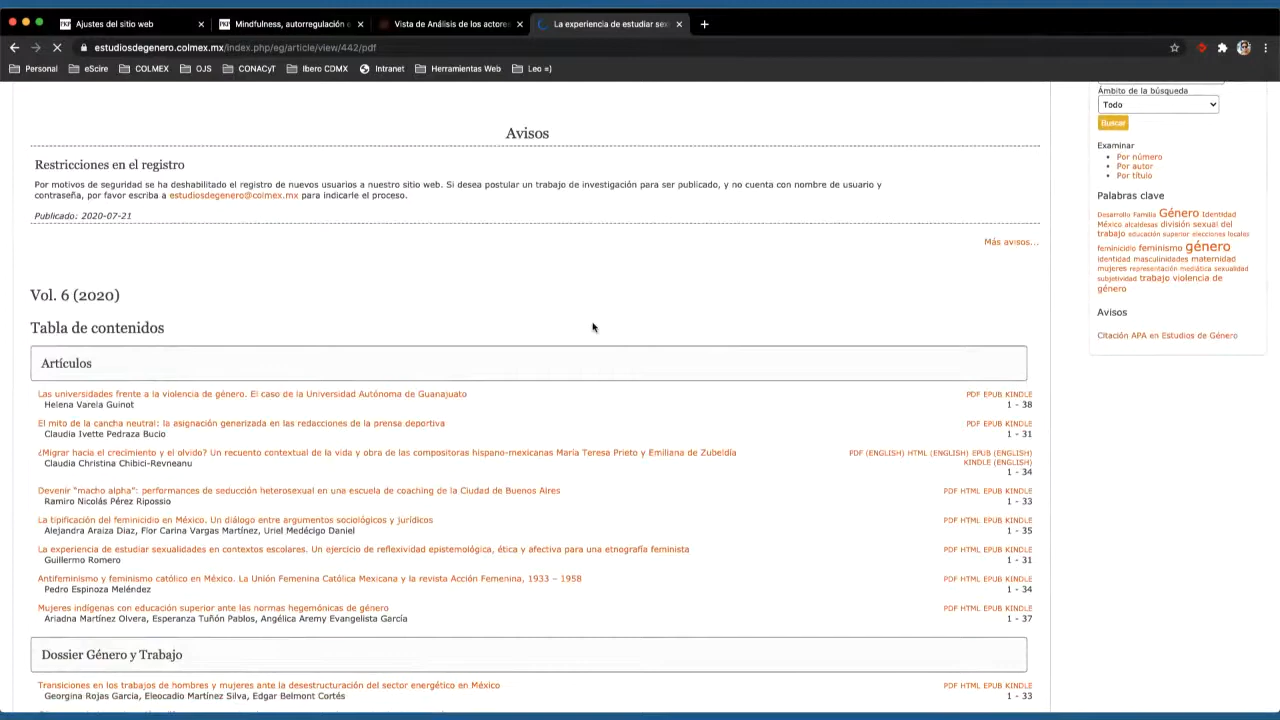 Ajustes del sitio web
Mindfulness, autorregulación e
Vista de Análisis de los actores
La experiencia de estudiar sex
estudiosdegenero.colmex.mx/index.php/eg/article/view/442/pdf
Personal
eScire
COLMEX
OJS
CONACyT
Ibero CDMX
Intranet
Herramientas Web
Leo =)
Avisos
Restricciones en el registro
Por motivos de seguridad se ha deshabilitado el registro de nuevos usuarios a nuestro sitio web. Si desea postular un trabajo de investigación para ser publicado, y no cuenta con nombre de usuario y
contraseña, por favor escriba a estudiosdegenero@colmex.mx para indicarle el proceso.
Publicado: 2020-07-21
Más avisos...
Vol. 6 (2020)
Tabla de contenidos
Artículos
Las universidades frente a la violencia de género. El caso de la Universidad Autónoma de Guanajuato PDF EPUB KINDLE
Helena Varela Guinot 1 - 38
El mito de la cancha neutral: la asignación generizada en las redacciones de la prensa deportiva PDF EPUB KINDLE
Claudia Ivette Pedraza Bucio 1 - 31
¿Migrar hacia el crecimiento y el olvido? Un recuento contextual de la vida y obra de las compositoras hispano-mexicanas María Teresa Prieto y Emiliana de Zubeldía PDF (ENGLISH) HTML (ENGLISH) EPUB (ENGLISH)
Claudia Christina Chibici-Revneanu KINDLE (ENGLISH)
1 - 34
Devenir "macho alpha": performances de seducción heterosexual en una escuela de coaching de la Ciudad de Buenos Aires PDF HTML EPUB KINDLE
Ramiro Nicolás Pérez Ripossio 1 - 33
La tipificación del feminicidio en México. Un diálogo entre argumentos sociológicos y jurídicos PDF HTML EPUB KINDLE
Alejandra Araiza Díaz, Flor Carina Vargas Martínez, Uriel Medécigo Daniel 1 - 35
La experiencia de estudiar sexualidades en contextos escolares. Un ejercicio de reflexividad epistemológica, ética y afectiva para una etnografía feminista PDF HTML EPUB KINDLE
Guillermo Romero 1 - 31
Antifeminismo y feminismo católico en México. La Unión Femenina Católica Mexicana y la revista Acción Femenina, 1933 – 1958 PDF HTML EPUB KINDLE
Pedro Espinoza Meléndez 1 - 34
Mujeres indígenas con educación superior ante las normas hegemónicas de género PDF HTML EPUB KINDLE
Ariadna Martínez Olvera, Esperanza Tuñón Pablos, Angélica Aremy Evangelista García 1 - 37
Dossier Género y Trabajo
Transiciones en los trabajos de hombres y mujeres ante la desestructuración del sector energético en México PDF HTML EPUB KINDLE
Georgina Rojas García, Eleocadio Martínez Silva, Edgar Belmont Cortés 1 - 33
Ámbito de la búsqueda
Todo
Buscar
Examinar
Por número
Por autor
Por título
Palabras clave
Desarrollo Familia Género Identidad
México alcaldesas división sexual del
trabajo educación superior elecciones locales
feminicidio feminismo género
identidad masculinidades maternidad
mujeres representación mediática sexualidad
subjetividad trabajo violencia de
género
Avisos
Citación APA en Estudios de Género